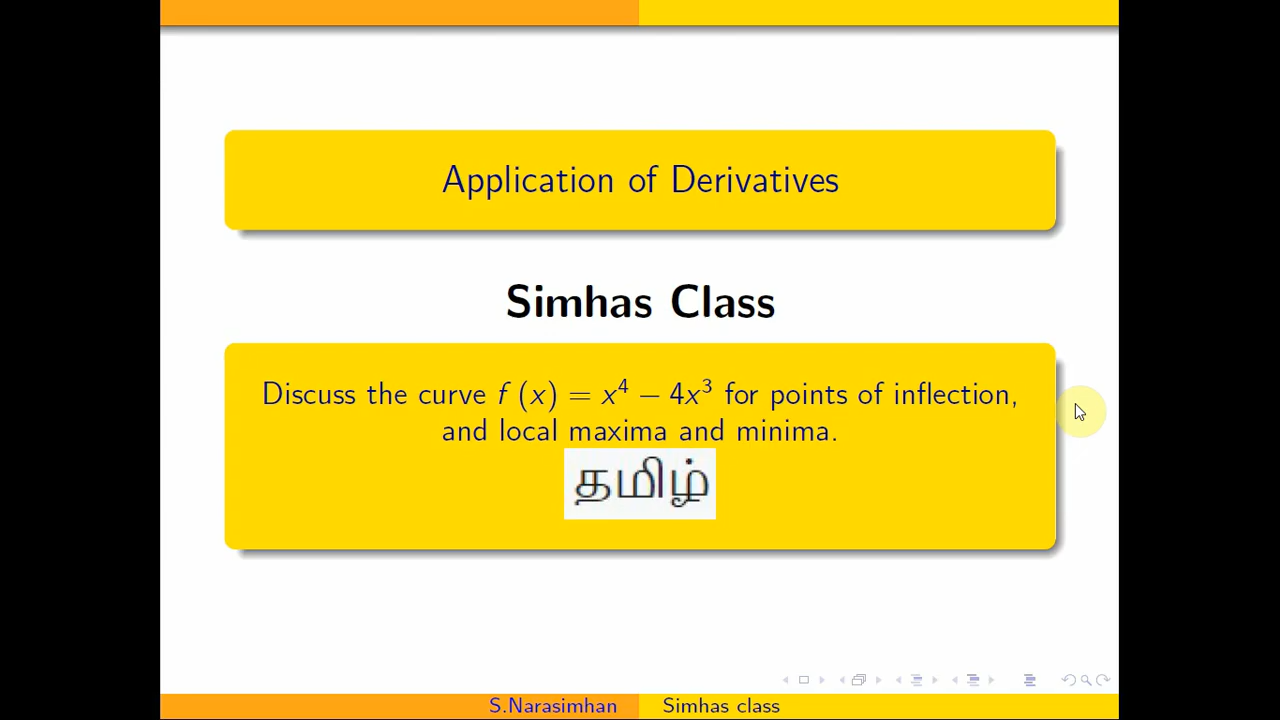 Application of Derivatives
Simhas Class
Discuss the curve f (x) = x⁴ − 4x³ for points of inflection,
and local maxima and minima.
தமிழ்
S.Narasimhan
Simhas class